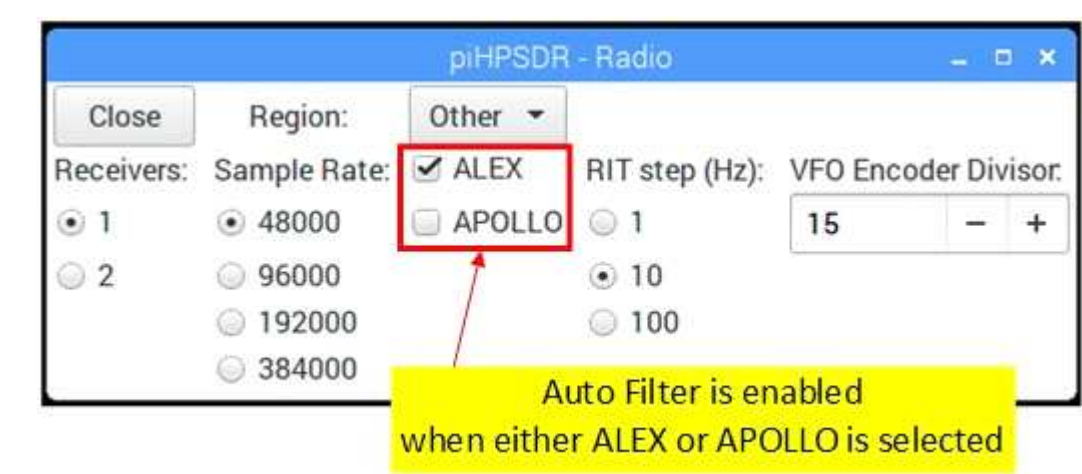 piHPSDR - Radio
Close Region: Other
Receivers: Sample Rate: ALEX RIT step (Hz): VFO Encoder Divisor:
1 48000 APOLLO 1 15 − +
2 96000 10
192000 100
384000
Auto Filter is enabled
when either ALEX or APOLLO is selected